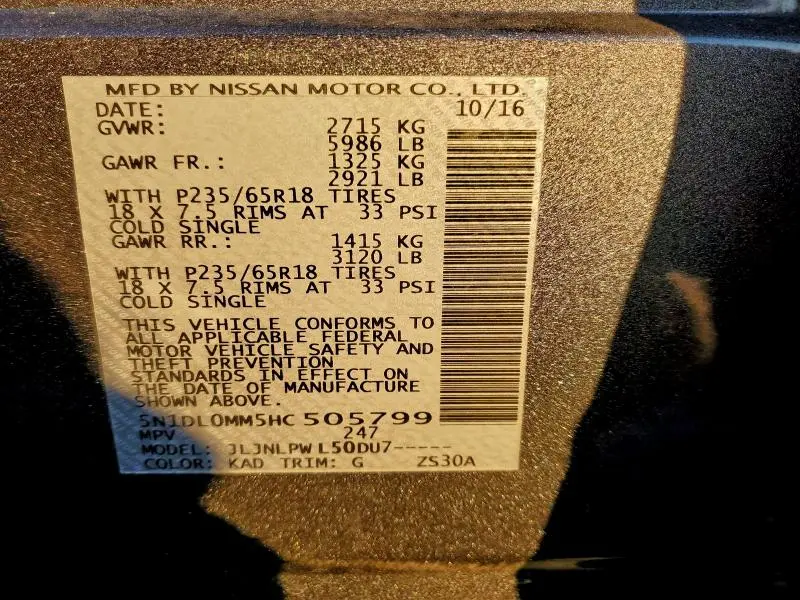 MFD BY NISSAN MOTOR CO., LTD.
DATE: 10/16
GVWR: 2715 KG
5986 LB
GAWR FR.: 1325 KG
2921 LB
WITH P235/65R18 TIRES
18 X 7.5 RIMS AT 33 PSI
COLD SINGLE
GAWR RR.: 1415 KG
3120 LB
WITH P235/65R18 TIRES
18 X 7.5 RIMS AT 33 PSI
COLD SINGLE
THIS VEHICLE CONFORMS TO
ALL APPLICABLE FEDERAL
MOTOR VEHICLE SAFETY AND
THEFT PREVENTION
STANDARDS IN EFFECT ON
THE DATE OF MANUFACTURE
SHOWN ABOVE.
5N1DL0MM5HC 505799
MPV 247
MODEL: JLJNLPW L50DU7-----
COLOR: KAD TRIM: G ZS30A